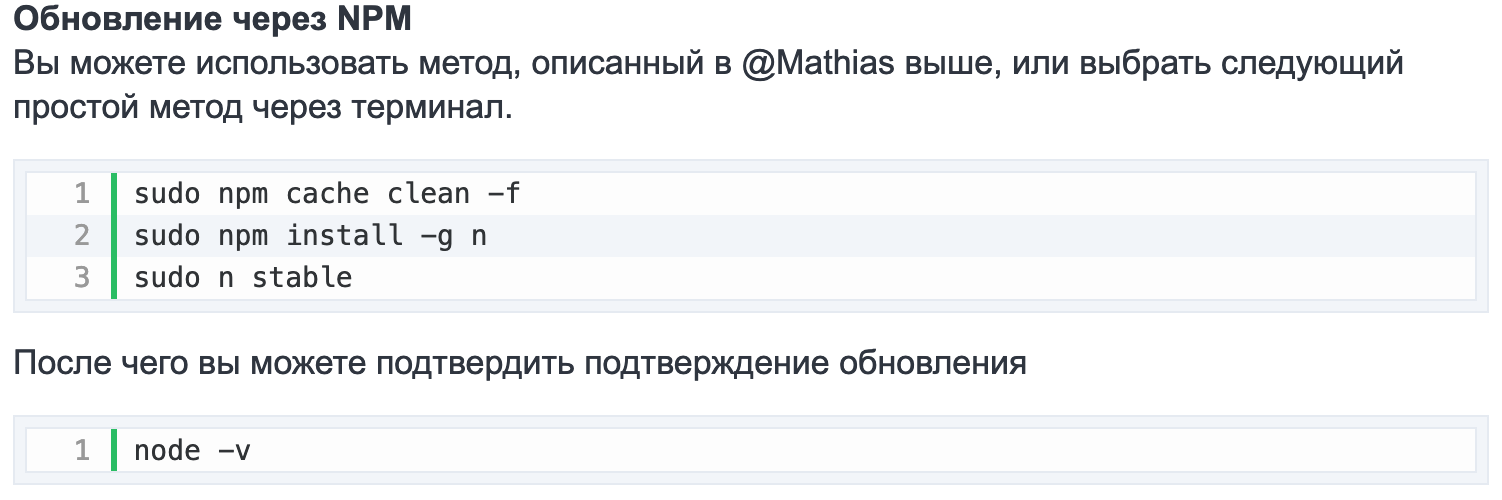 Обновление через NPM
Вы можете использовать метод, описанный в @Mathias выше, или выбрать следующий
простой метод через терминал.
1 sudo npm cache clean -f
2 sudo npm install -g n
3 sudo n stable
После чего вы можете подтвердить подтверждение обновления
1 node -v